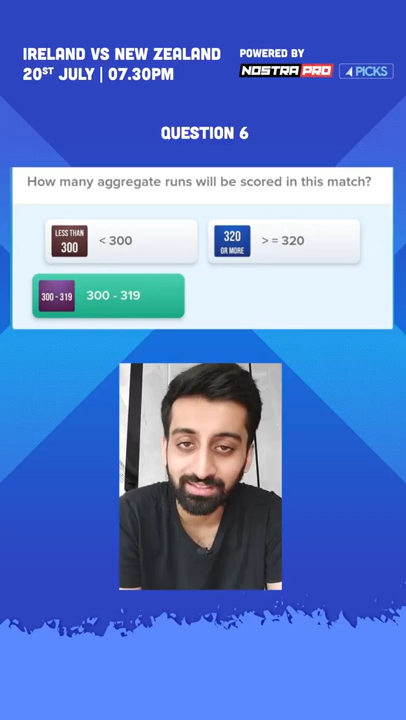 IRELAND VS NEW ZEALAND
20ST JULY | 07.30PM
POWERED BY
NOSTRA PRO
PICKS
QUESTION 6
How many aggregate runs will be scored in this match?
LESS THAN
300
< 300
320
OR MORE
> = 320
300 - 319
300 - 319